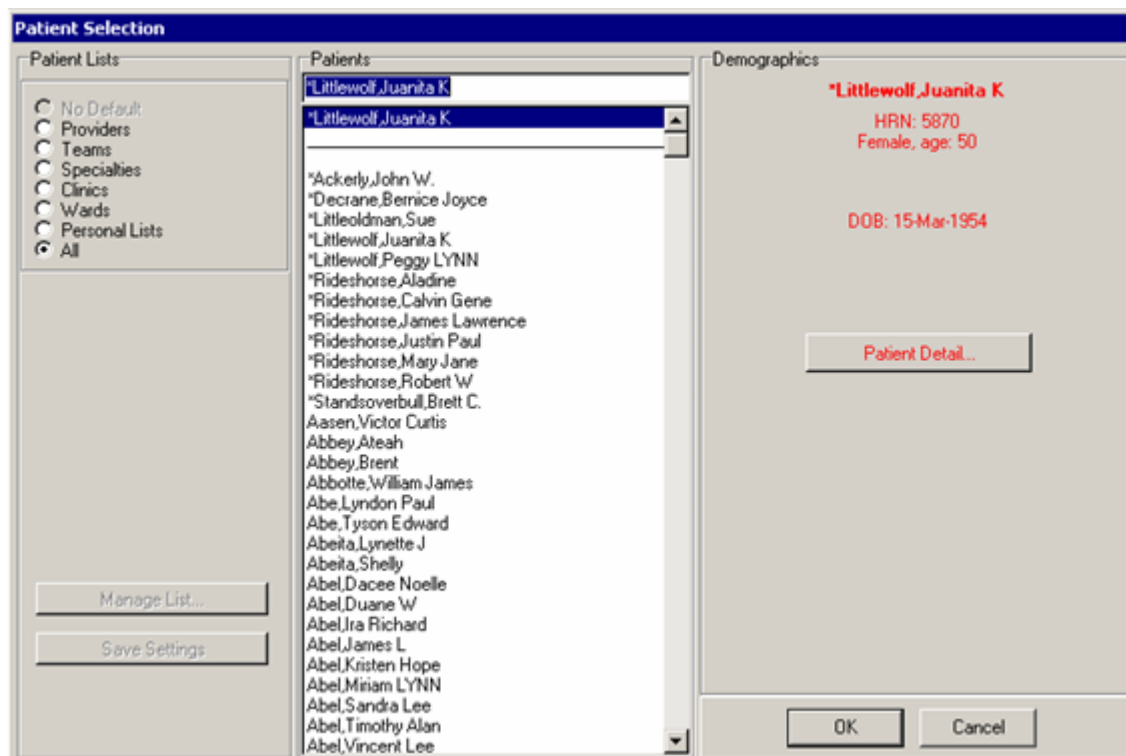 Patient Selection
Patient Lists
No Default
Providers
Teams
Specialties
Clinics
Wards
Personal Lists
All
Manage List...
Save Settings
Patients
*Littlewolf,Juanita K
*Littlewolf,Juanita K
*Ackerly,John W.
*Decrane,Bernice Joyce
*Littleoldman,Sue
*Littlewolf,Juanita K
*Littlewolf,Peggy LYNN
*Rideshorse,Aladine
*Rideshorse,Calvin Gene
*Rideshorse,James Lawrence
*Rideshorse,Justin Paul
*Rideshorse,Mary Jane
*Rideshorse,Robert W
*Standsoverbull,Brett C.
Aasen,Victor Curtis
Abbey,Ateah
Abbey,Brent
Abbotte,William James
Abe,Lyndon Paul
Abe,Tyson Edward
Abeita,Lynette J
Abeita,Shelly
Abel,Dacee Noelle
Abel,Duane W
Abel,Ira Richard
Abel,James L
Abel,Kristen Hope
Abel,Miriam LYNN
Abel,Sandra Lee
Abel,Timothy Alan
Abel,Vincent Lee
Demographics
*Littlewolf,Juanita K
HRN: 5870
Female, age: 50
DOB: 15-Mar-1954
Patient Detail...
OK
Cancel